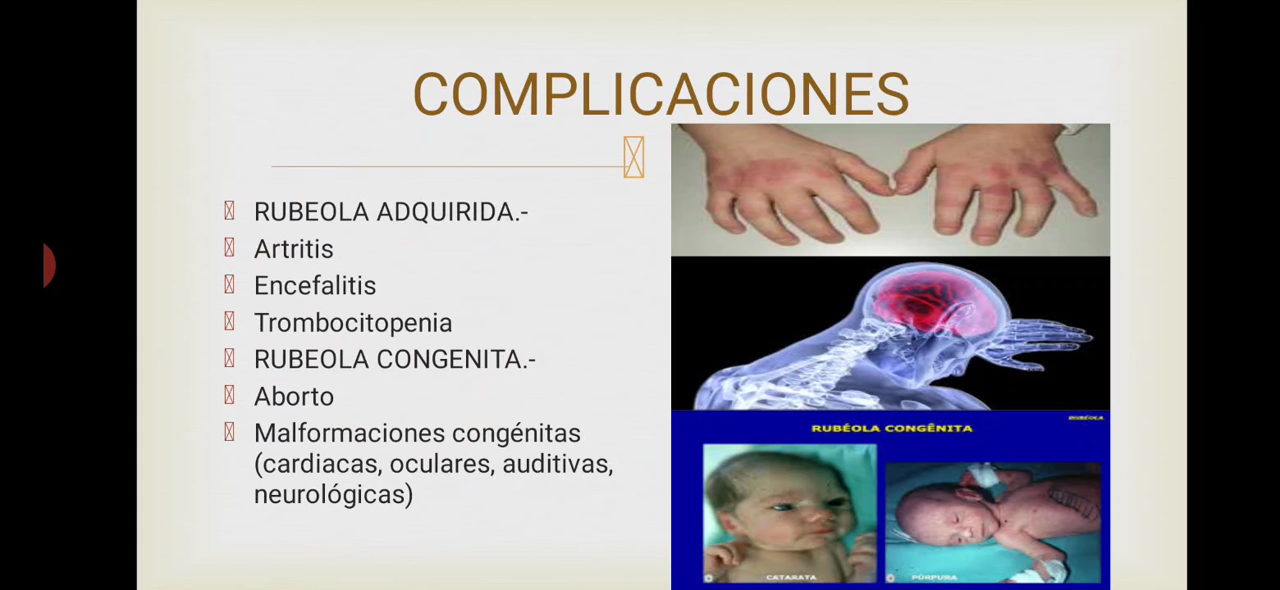 COMPLICACIONES
RUBEOLA ADQUIRIDA.-
Artritis
Encefalitis
Trombocitopenia
RUBEOLA CONGENITA.-
Aborto
Malformaciones congénitas
(cardiacas, oculares, auditivas,
neurológicas)
RUBÉOLA
RUBÉOLA CONGÊNITA
CATARATA
PÚRPURA